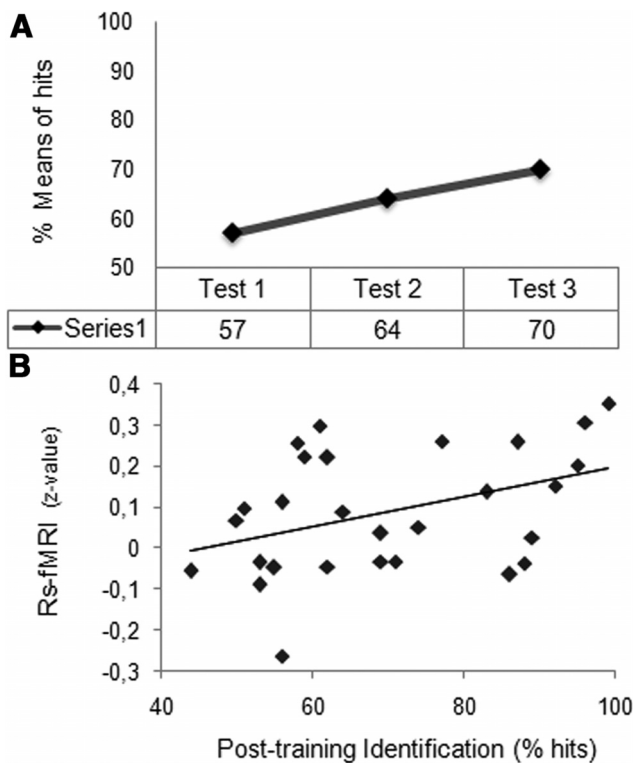 A
% Means of hits
100
90
80
70
60
50
Test 1 Test 2 Test 3
Series1 57 64 70
B
Rs-fMRI (z-value)
0,4
0,3
0,2
0,1
0
-0,1
-0,2
-0,3
40 60 80 100
Post-training Identification (% hits)